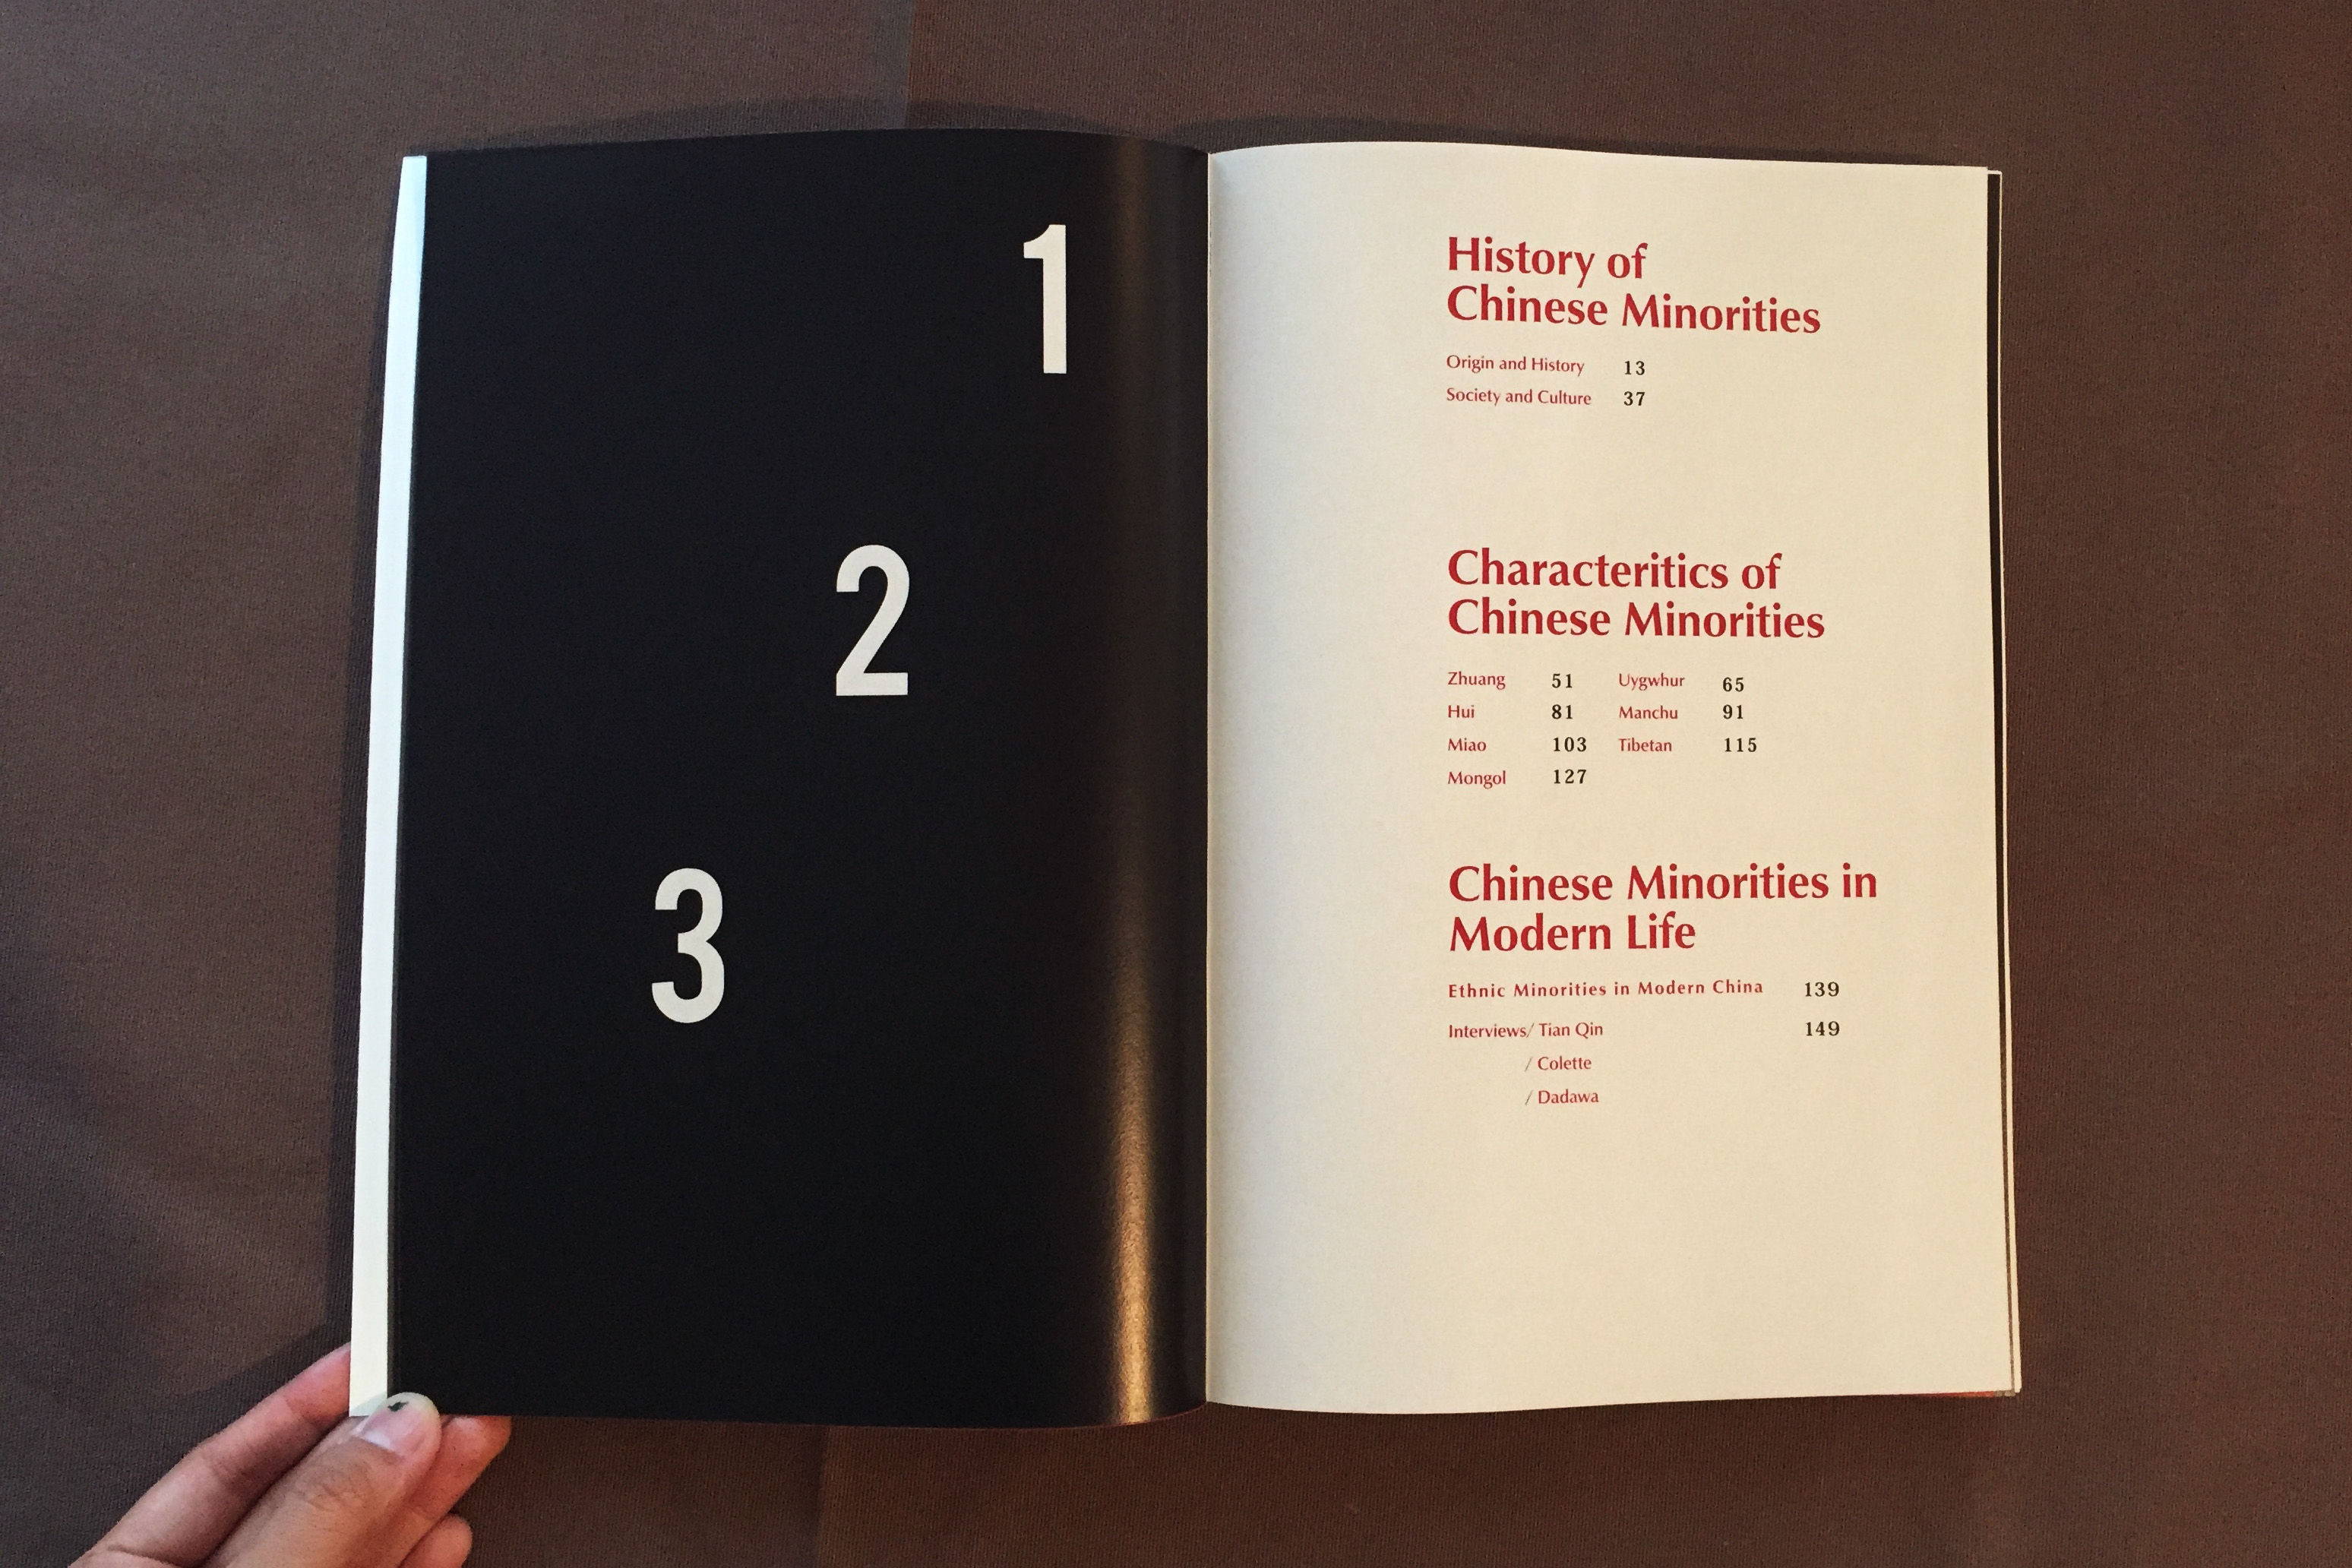 1
2
3
History of
Chinese Minorities
Origin and History 13
Society and Culture 37
Characteritics of
Chinese Minorities
Zhuang 51 Uygwhur 65
Hui 81 Manchu 91
Miao 103 Tibetan 115
Mongol 127
Chinese Minorities in
Modern Life
Ethnic Minorities in Modern China 139
Interviews/ Tian Qin 149
/ Colette
/ Dadawa